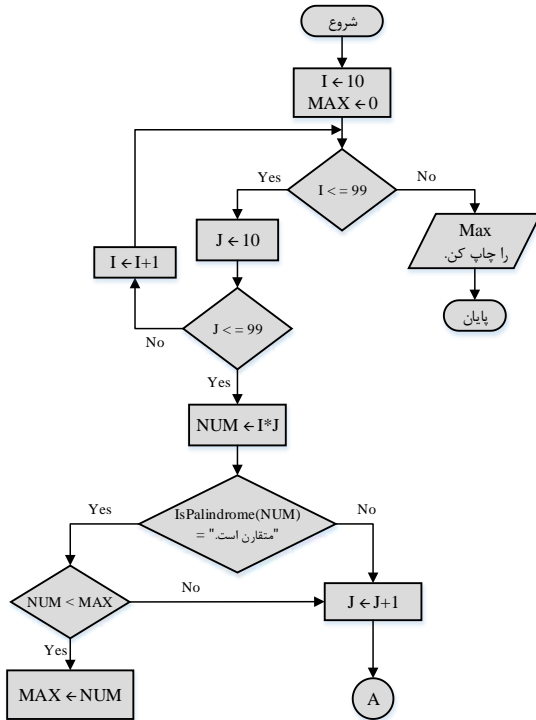 شروع
I ← 10
MAX ← 0
I <= 99
Yes
No
J ← 10
Max
را چاپ کن.
I ← I+1
پایان
J <= 99
No
Yes
NUM ← I*J
IsPalindrome(NUM)
= "متقارن است."
Yes
No
NUM < MAX
No
J ← J+1
Yes
MAX ← NUM
A